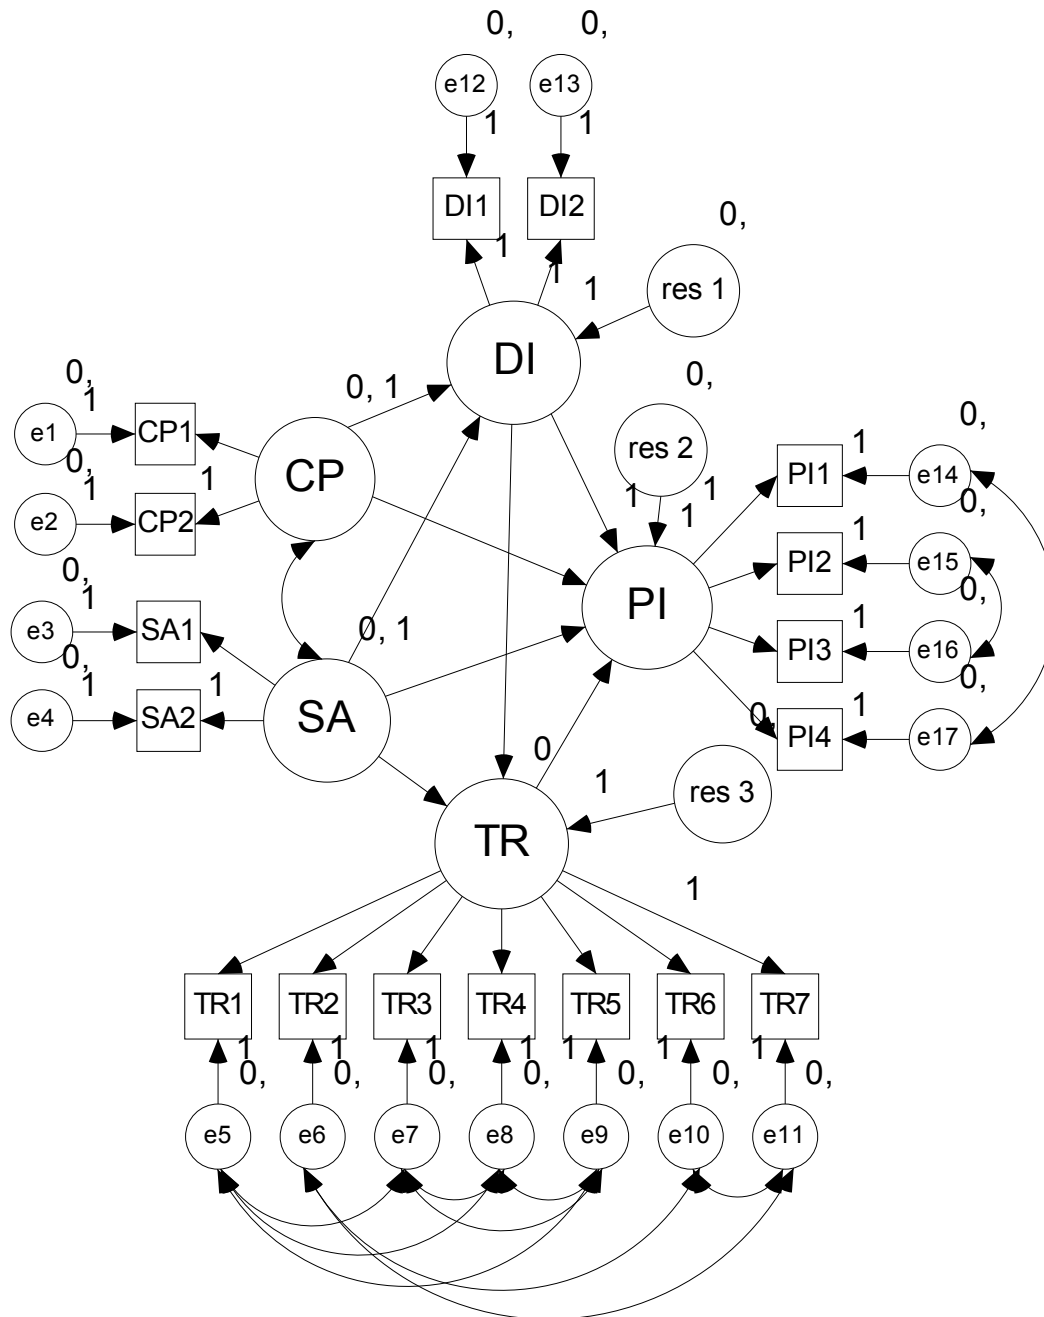 0, 0,
e12 e13
1 1
DI1 DI2
0,
1
1
1
res 1
DI
0,
0, 1
0,
1
e1
CP1
res 2
0,
1
0,
CP
1
PI1
e14
1
1
1
1
0,
e2
CP2
1
PI2
e15
0,
1
PI
0,
e3
SA1
0, 1
1
PI3
e16
0,
1
0,
e4
SA2
1
SA
0,
1
PI4
e17
0
1
res 3
TR
1
TR1 TR2 TR3 TR4 TR5 TR6 TR7
1 1 1 1 1 1 1
0, 0, 0, 0, 0, 0, 0,
e5 e6 e7 e8 e9 e10 e11